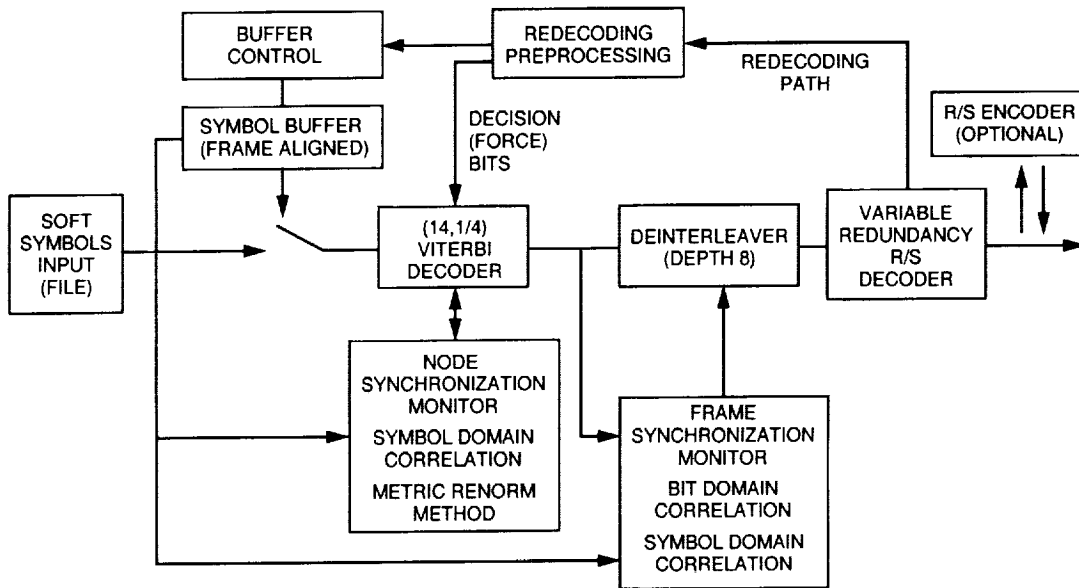 BUFFER
CONTROL
REDECODING
PREPROCESSING
REDECODING
PATH
SYMBOL BUFFER
(FRAME ALIGNED)
DECISION
(FORCE)
BITS
R/S ENCODER
(OPTIONAL)
SOFT
SYMBOLS
INPUT
(FILE)
(14,1/4)
VITERBI
DECODER
DEINTERLEAVER
(DEPTH 8)
VARIABLE
REDUNDANCY
R/S
DECODER
NODE
SYNCHRONIZATION
MONITOR
SYMBOL DOMAIN
CORRELATION
METRIC RENORM
METHOD
FRAME
SYNCHRONIZATION
MONITOR
BIT DOMAIN
CORRELATION
SYMBOL DOMAIN
CORRELATION